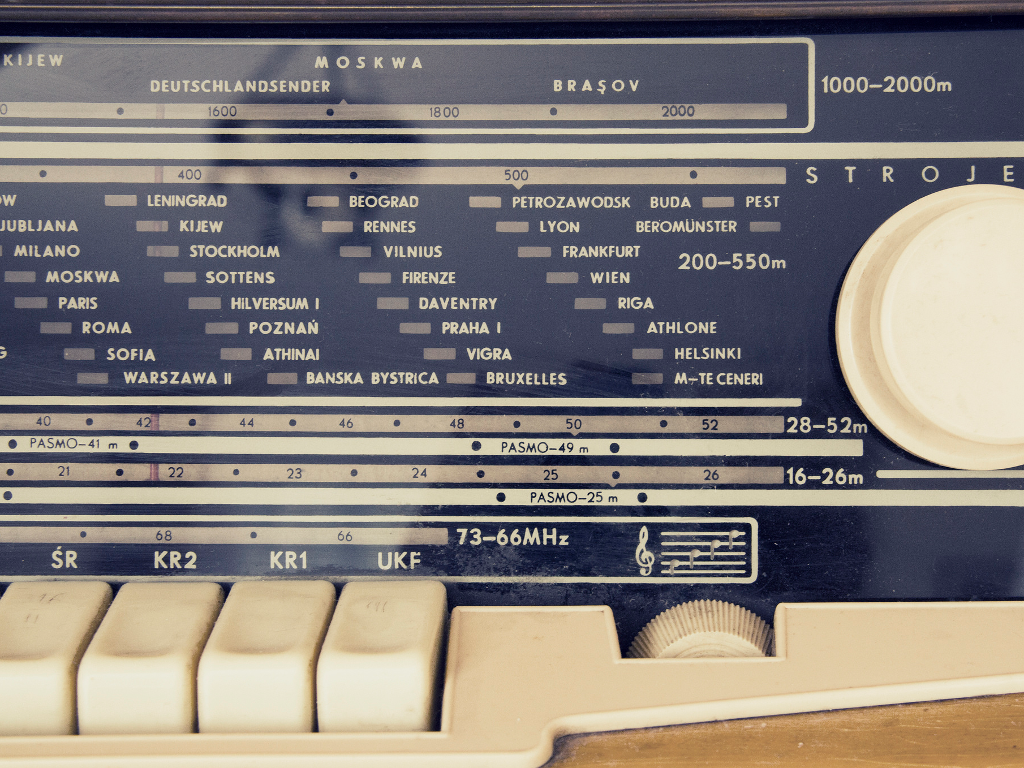 KIJEW MOSKWA
DEUTSCHLANDSENDER BRAŞOV 1000–2000m
1600 1800 2000
400 500 STROJE
LENINGRAD BEOGRAD PETROZAWODSK BUDA PEST
JUBLJANA KIJEW RENNES LYON BEROMÜNSTER
MILANO STOCKHOLM VILNIUS FRANKFURT 200–550m
MOSKWA SOTTENS FIRENZE WIEN
PARIS HILVERSUM I DAVENTRY RIGA
ROMA POZNAŃ PRAHA I ATHLONE
G SOFIA ATHINAI VIGRA HELSINKI
WARSZAWA II BANSKA BYSTRICA BRUXELLES M–TE CENERI
40 42 44 46 48 50 52 28–52m
PASMO–41 m PASMO–49 m
21 22 23 24 25 26 16–26m
PASMO–25 m
68 66 73–66MHz
ŚR KR2 KR1 UKF